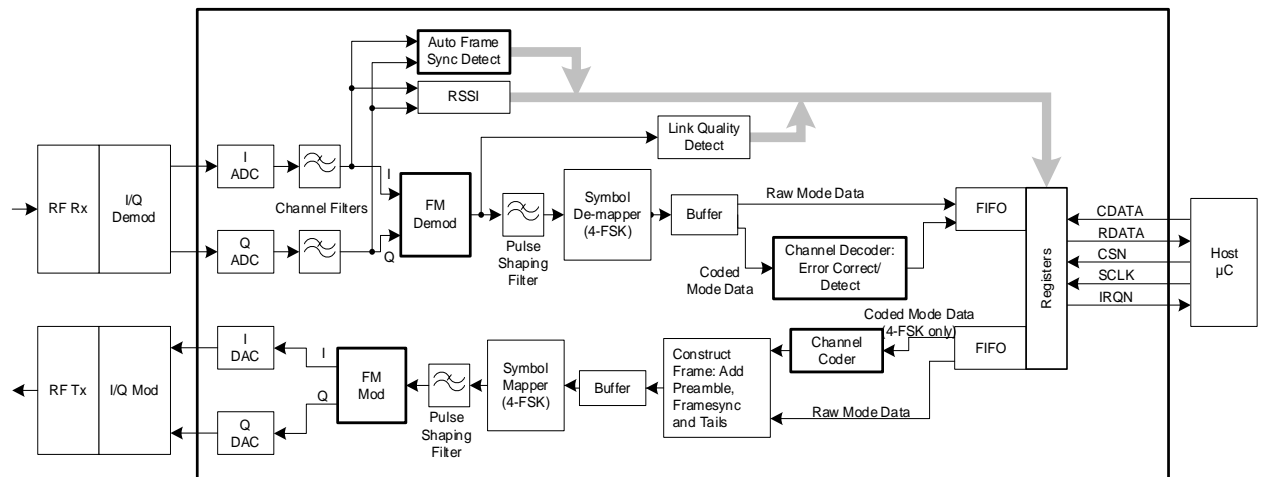 Auto Frame
Sync Detect
RSSI
Link Quality
Detect
RF Rx
I/Q
Demod
I
ADC
Channel Filters
Q
ADC
I
Q
FM
Demod
Pulse
Shaping
Filter
Symbol
De-mapper
(4-FSK)
Buffer
Raw Mode Data
Coded
Mode Data
Channel Decoder:
Error Correct/
Detect
FIFO
Registers
CDATA
RDATA
CSN
SCLK
IRQN
Host
µC
RF Tx
I/Q Mod
I
DAC
Q
DAC
I
Q
FM
Mod
Pulse
Shaping
Filter
Symbol
Mapper
(4-FSK)
Buffer
Construct
Frame: Add
Preamble,
Framesync
and Tails
Channel
Coder
Coded Mode Data
(4-FSK only)
FIFO
Raw Mode Data